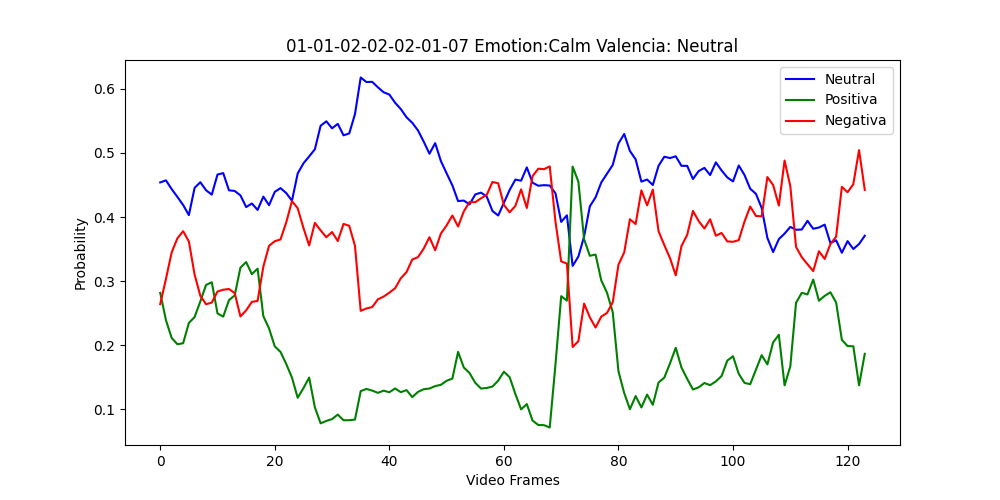 01-01-02-02-02-01-07 Emotion:Calm Valencia: Neutral
Neutral
Positiva
Negativa
Probability
0.6
0.5
0.4
0.3
0.2
0.1
0 20 40 60 80 100 120
Video Frames